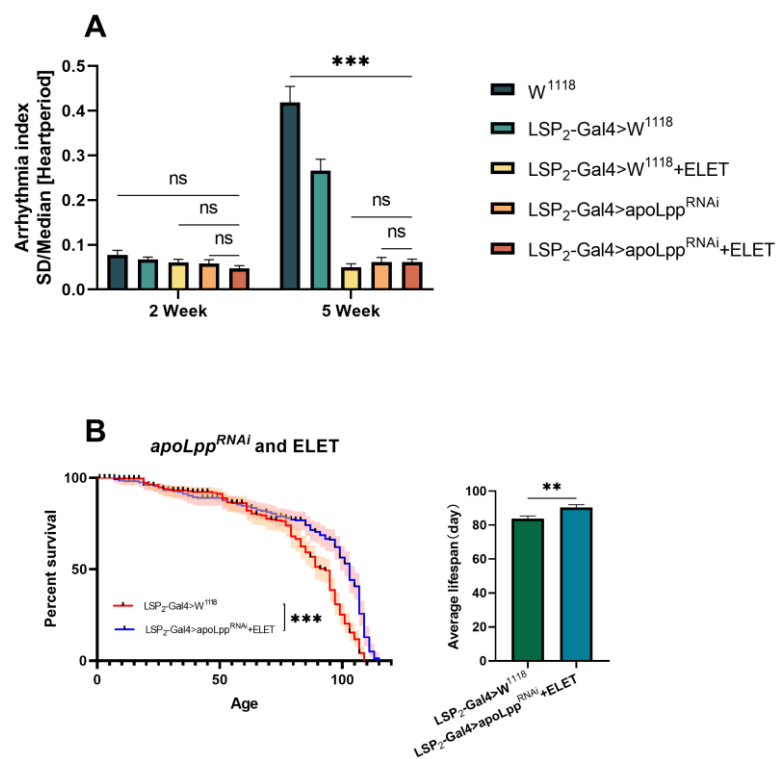 A
Arrhythmia index
SD/Median [Heartperiod]
0.5
0.4
0.3
0.2
0.1
0.0
ns
ns
ns
***
ns
ns
2 Week
5 Week
W1118
LSP2-Gal4>W1118
LSP2-Gal4>W1118+ELET
LSP2-Gal4>apoLppRNAi
LSP2-Gal4>apoLppRNAi+ELET
B
apoLppRNAi and ELET
Percent survival
100
50
0
0
50
100
Age
LSP2-Gal4>W1118
LSP2-Gal4>apoLppRNAi+ELET
***
Average lifespan(day)
100
80
60
40
20
0
**
LSP2-Gal4>W1118
LSP2-Gal4>apoLppRNAi+ELET